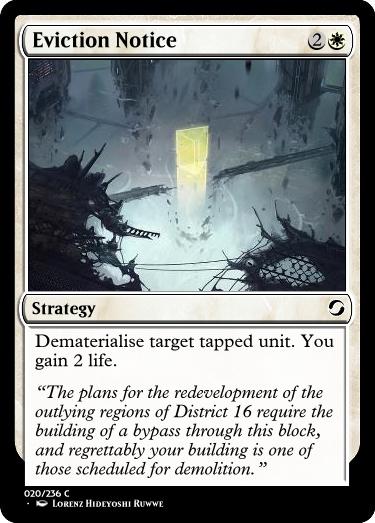 Eviction Notice 2
Strategy
Dematerialise target tapped unit. You
gain 2 life.
“The plans for the redevelopment of the
outlying regions of District 16 require the
building of a bypass through this block,
and regrettably your building is one of
those scheduled for demolition.”
020/236 C
· Lorenz Hideyoshi Ruwwe